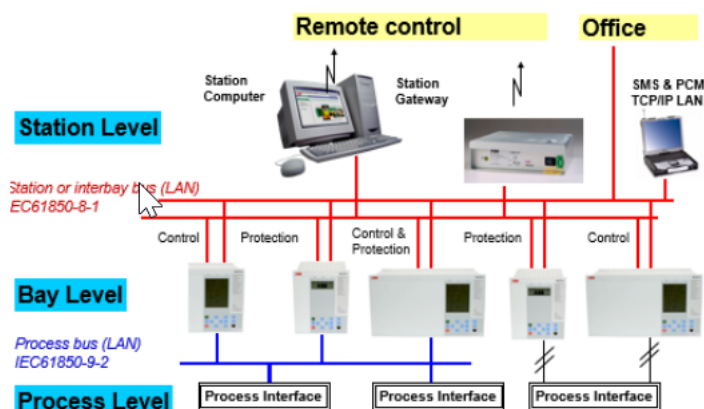 Remote control
Office
Station
Computer
Station
Gateway
SMS & PCM
TCP/IP LAN
Station Level
Station or interbay bus (LAN)
IEC61850-8-1
Control
Protection
Control &
Protection
Protection
Control
Bay Level
Process bus (LAN)
IEC61850-9-2
Process Level
Process Interface
Process Interface
Process Interface